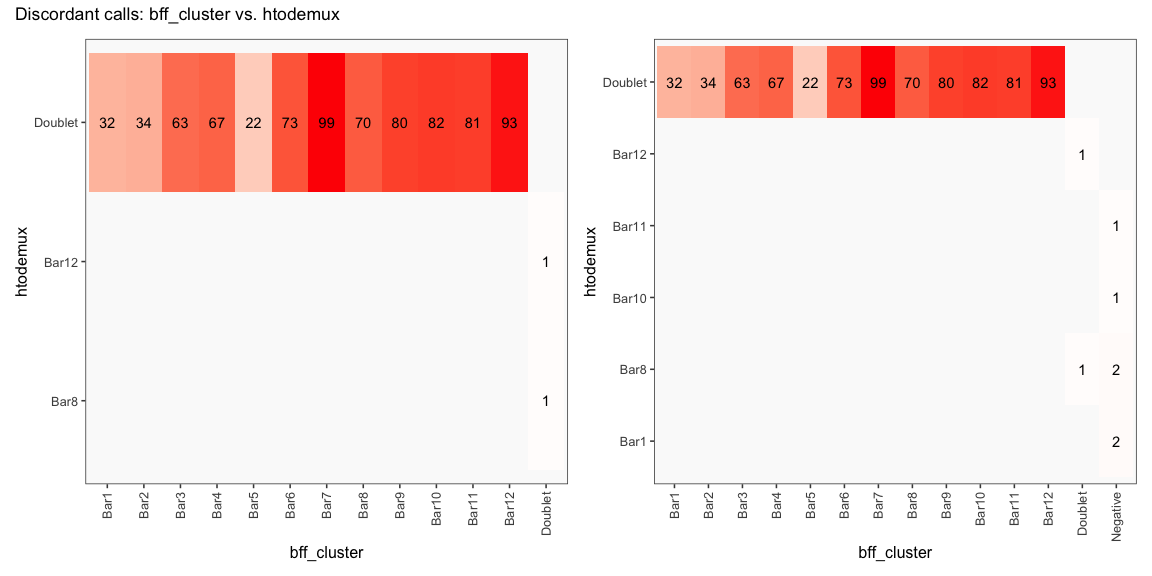 Discordant calls: bff_cluster vs. htodemux
htodemux
Doublet 32 34 63 67 22 73 99 70 80 82 81 93
Bar12 1
Bar8 1
Bar1 Bar2 Bar3 Bar4 Bar5 Bar6 Bar7 Bar8 Bar9 Bar10 Bar11 Bar12 Doublet
bff_cluster
htodemux
Doublet 32 34 63 67 22 73 99 70 80 82 81 93
Bar12 1
Bar11 1
Bar10 1
Bar8 1 2
Bar1 2
Bar1 Bar2 Bar3 Bar4 Bar5 Bar6 Bar7 Bar8 Bar9 Bar10 Bar11 Bar12 Doublet Negative
bff_cluster